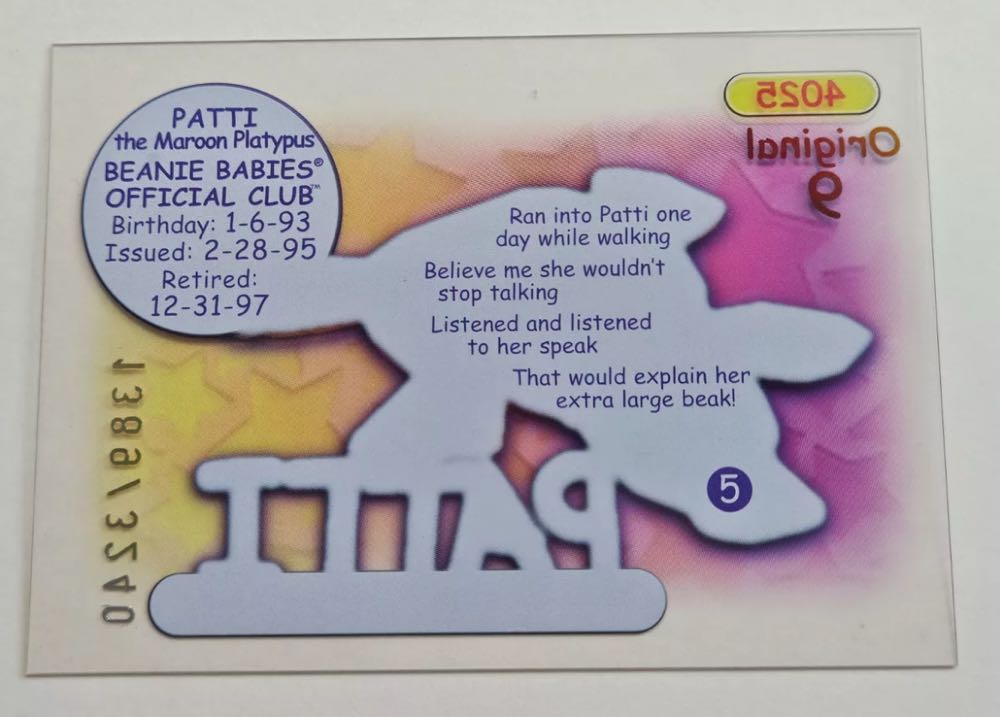 PATTI
the Maroon Platypus
BEANIE BABIES®
OFFICIAL CLUB™
Birthday: 1-6-93
Issued: 2-28-95
Retired:
12-31-97
4025
Original
9
Ran into Patti one
day while walking
Believe me she wouldn't
stop talking
Listened and listened
to her speak
That would explain her
extra large beak!
5
PATTI
1389/3240